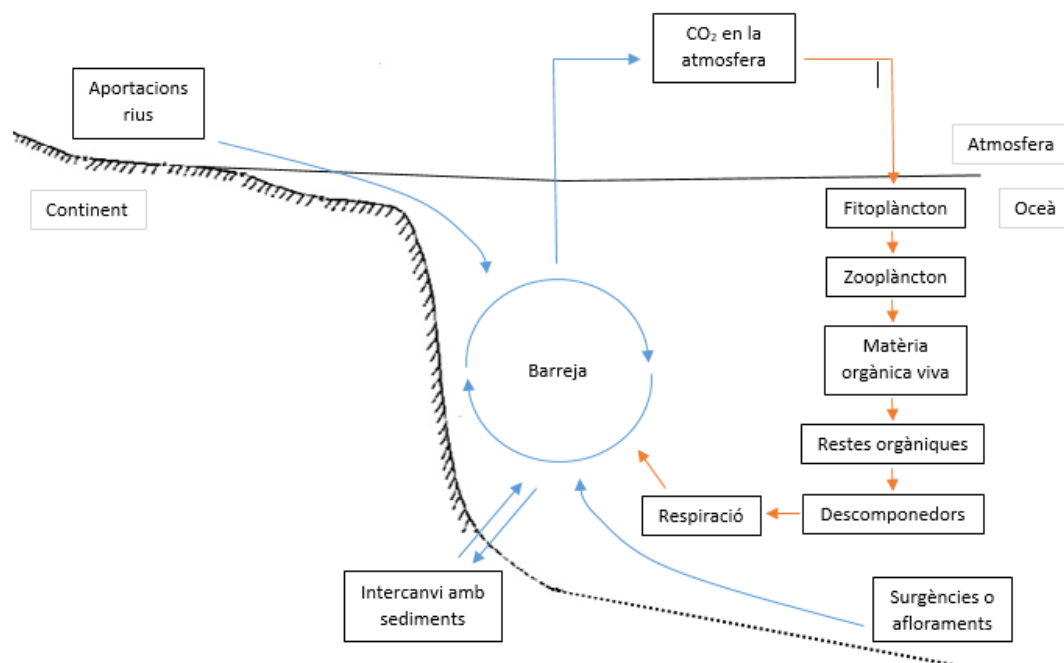 CO₂ en la
atmosfera
Aportacions
rius
Atmosfera
Continent
Fitoplàncton
Oceà
Zooplàncton
Matèria
orgànica viva
Barreja
Restes orgàniques
Respiració
Descomponedors
Intercanvi amb
sediments
Surgències o
afloraments